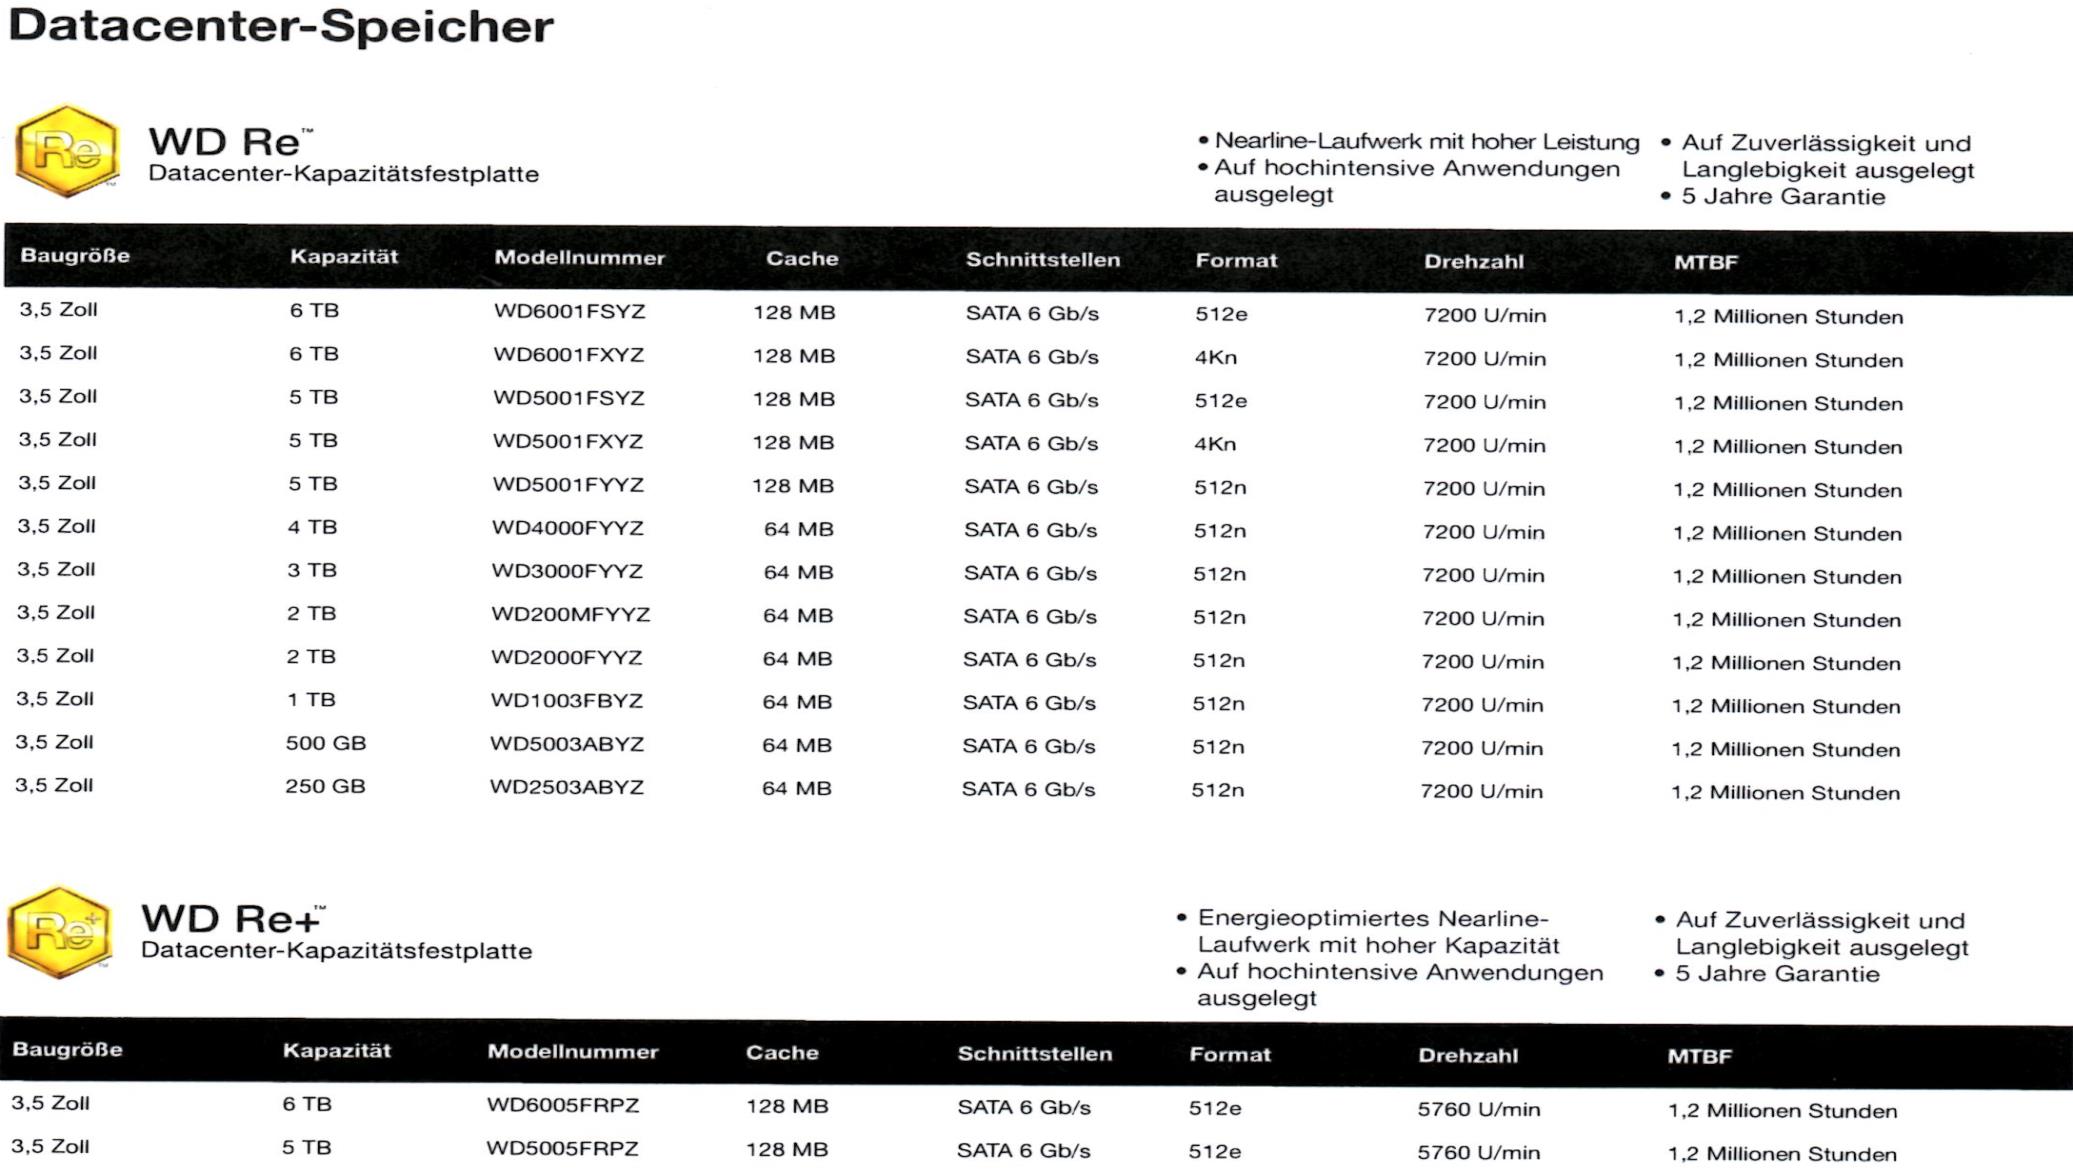 Datacenter-Speicher
Re
WD Re™
Datacenter-Kapazitätsfestplatte
• Nearline-Laufwerk mit hoher Leistung
• Auf hochintensive Anwendungen
ausgelegt
• Auf Zuverlässigkeit und
Langlebigkeit ausgelegt
• 5 Jahre Garantie
Baugröße Kapazität Modellnummer Cache Schnittstellen Format Drehzahl MTBF
3,5 Zoll 6 TB WD6001FSYZ 128 MB SATA 6 Gb/s 512e 7200 U/min 1,2 Millionen Stunden
3,5 Zoll 6 TB WD6001FXYZ 128 MB SATA 6 Gb/s 4Kn 7200 U/min 1,2 Millionen Stunden
3,5 Zoll 5 TB WD5001FSYZ 128 MB SATA 6 Gb/s 512e 7200 U/min 1,2 Millionen Stunden
3,5 Zoll 5 TB WD5001FXYZ 128 MB SATA 6 Gb/s 4Kn 7200 U/min 1,2 Millionen Stunden
3,5 Zoll 5 TB WD5001FYYZ 128 MB SATA 6 Gb/s 512n 7200 U/min 1,2 Millionen Stunden
3,5 Zoll 4 TB WD4000FYYZ 64 MB SATA 6 Gb/s 512n 7200 U/min 1,2 Millionen Stunden
3,5 Zoll 3 TB WD3000FYYZ 64 MB SATA 6 Gb/s 512n 7200 U/min 1,2 Millionen Stunden
3,5 Zoll 2 TB WD200MFYYZ 64 MB SATA 6 Gb/s 512n 7200 U/min 1,2 Millionen Stunden
3,5 Zoll 2 TB WD2000FYYZ 64 MB SATA 6 Gb/s 512n 7200 U/min 1,2 Millionen Stunden
3,5 Zoll 1 TB WD1003FBYZ 64 MB SATA 6 Gb/s 512n 7200 U/min 1,2 Millionen Stunden
3,5 Zoll 500 GB WD5003ABYZ 64 MB SATA 6 Gb/s 512n 7200 U/min 1,2 Millionen Stunden
3,5 Zoll 250 GB WD2503ABYZ 64 MB SATA 6 Gb/s 512n 7200 U/min 1,2 Millionen Stunden
Re+
WD Re+™
Datacenter-Kapazitätsfestplatte
• Energieoptimiertes Nearline-
Laufwerk mit hoher Kapazität
• Auf hochintensive Anwendungen
ausgelegt
• Auf Zuverlässigkeit und
Langlebigkeit ausgelegt
• 5 Jahre Garantie
Baugröße Kapazität Modellnummer Cache Schnittstellen Format Drehzahl MTBF
3,5 Zoll 6 TB WD6005FRPZ 128 MB SATA 6 Gb/s 512e 5760 U/min 1,2 Millionen Stunden
3,5 Zoll 5 TB WD5005FRPZ 128 MB SATA 6 Gb/s 512e 5760 U/min 1,2 Millionen Stunden